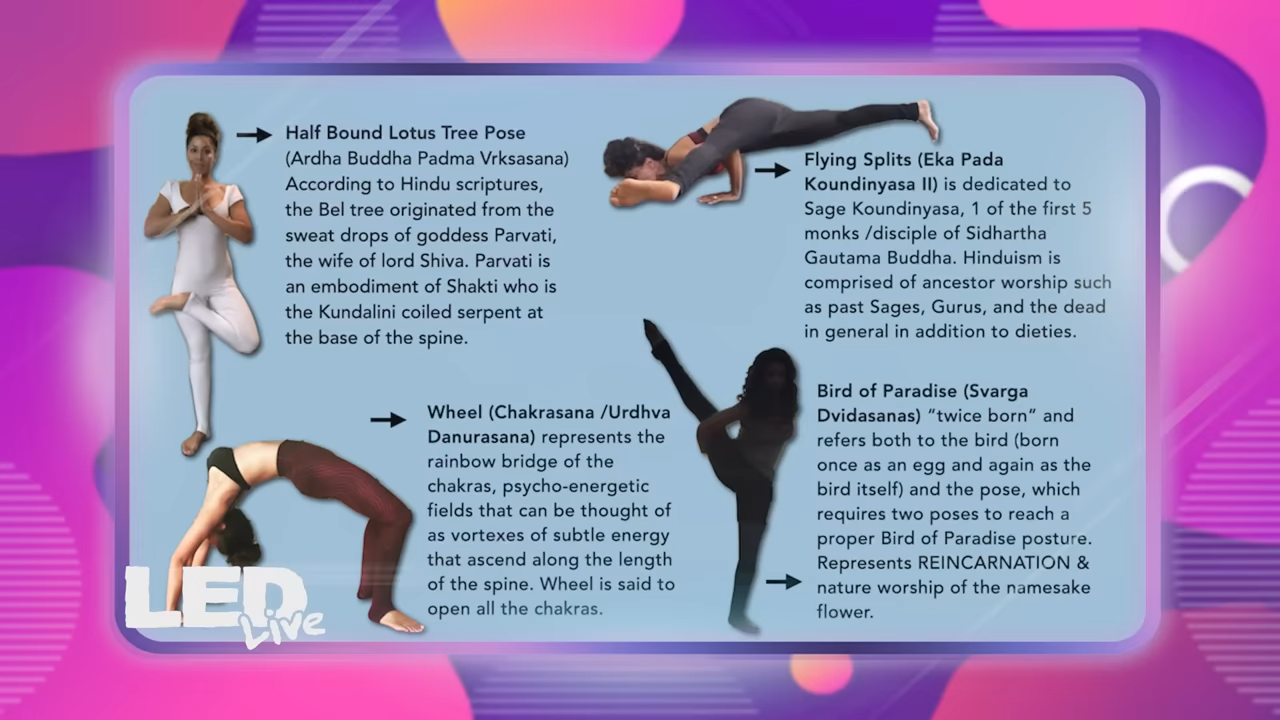 Half Bound Lotus Tree Pose
(Ardha Buddha Padma Vrksasana)
According to Hindu scriptures,
the Bel tree originated from the
sweat drops of goddess Parvati,
the wife of lord Shiva. Parvati is
an embodiment of Shakti who is
the Kundalini coiled serpent at
the base of the spine.
Flying Splits (Eka Pada
Koundinyasa II) is dedicated to
Sage Koundinyasa, 1 of the first 5
monks /disciple of Sidhartha
Gautama Buddha. Hinduism is
comprised of ancestor worship such
as past Sages, Gurus, and the dead
in general in addition to dieties.
Wheel (Chakrasana /Urdhva
Danurasana) represents the
rainbow bridge of the
chakras, psycho-energetic
fields that can be thought of
as vortexes of subtle energy
that ascend along the length
of the spine. Wheel is said to
open all the chakras.
Bird of Paradise (Svarga
Dvidasanas) “twice born” and
refers both to the bird (born
once as an egg and again as the
bird itself) and the pose, which
requires two poses to reach a
proper Bird of Paradise posture.
Represents REINCARNATION &
nature worship of the namesake
flower.
LED
Live